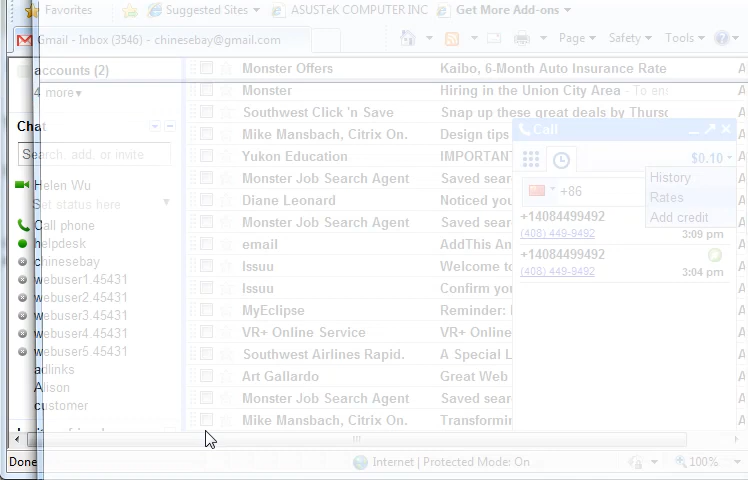 Favorites Suggested Sites ASUSTeK COMPUTER INC Get More Add-ons
Gmail - Inbox (3546) - chinesebay@gmail.com
Page Safety Tools
accounts (2)
4 more
Chat
Search, add, or invite
Helen Wu
Set status here
Call phone
helpdesk
chinesebay
webuser1.45431
webuser2.45431
webuser3.45431
webuser4.45431
webuser5.45431
adlinks
Alison
customer
Monster Offers Kaibo, 6-Month Auto Insurance Rate
Monster Hiring in the Union City Area - To en
Southwest Click 'n Save Snap up these great deals by Thursd
Mike Mansbach, Citrix On. Design tips
Yukon Education IMPORTANT
Monster Job Search Agent Saved sear
Diane Leonard Noticed you
Monster Job Search Agent Saved sear
email AddThis An
Issuu Welcome to
Issuu Confirm you
MyEclipse Reminder:
VR+ Online Service VR+ Online
Southwest Airlines Rapid. A Special L
Art Gallardo Great Web
Monster Job Search Agent Saved sear
Mike Mansbach, Citrix On. Transformin
Call
$0.10
History
Rates
Add credit
+86
+14084499492
(408) 449-9492 3:09 pm
+14084499492
(408) 449-9492 3:04 pm
Done Internet | Protected Mode: On 100%